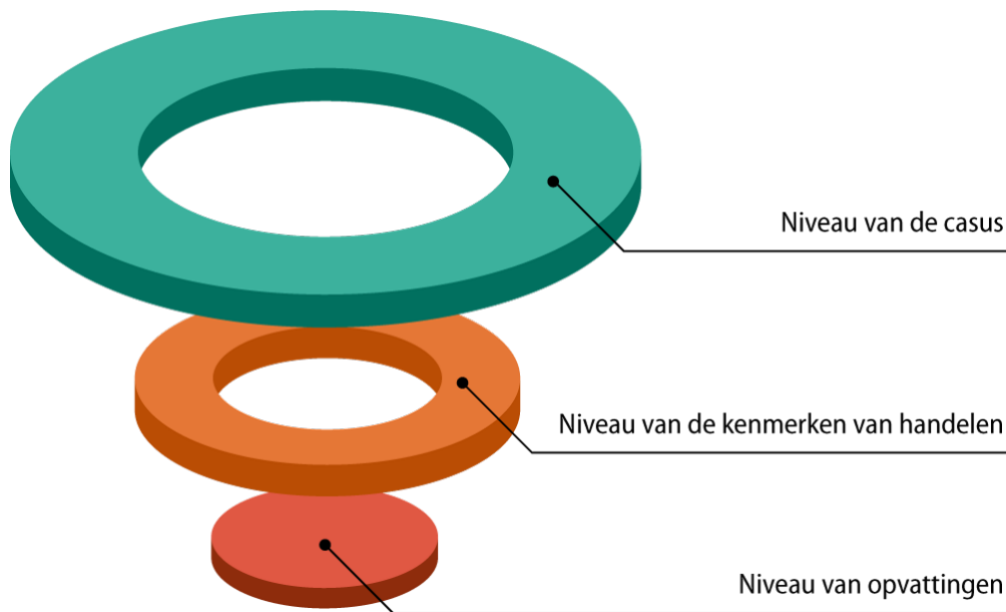 Niveau van de casus
Niveau van de kenmerken van handelen
Niveau van opvattingen